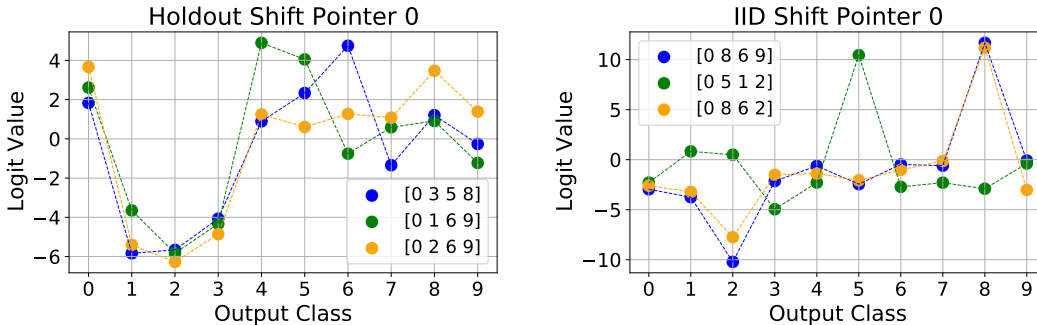 Holdout Shift Pointer 0
Logit Value
4
2
0
−2
−4
−6
[0 3 5 8]
[0 1 6 9]
[0 2 6 9]
0 1 2 3 4 5 6 7 8 9
Output Class
IID Shift Pointer 0
Logit Value
10
5
0
−5
−10
[0 8 6 9]
[0 5 1 2]
[0 8 6 2]
0 1 2 3 4 5 6 7 8 9
Output Class